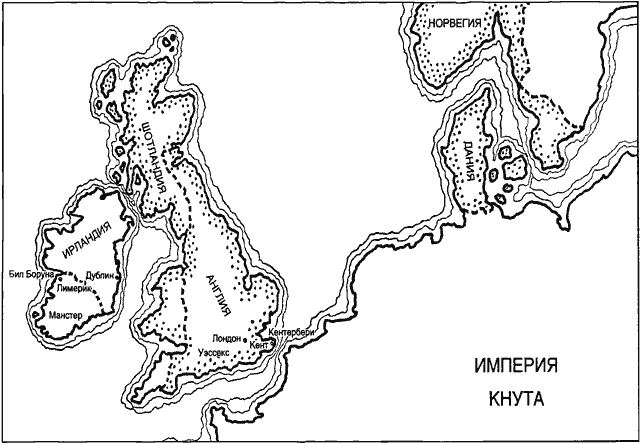 НОРВЕГИЯ
ШОТЛАНДИЯ
ДАНИЯ
ИРЛАНДИЯ
Бил Боруна
Дублин
Лимерик
Манстер
АНГЛИЯ
Лондон
Кентербери
Кент
Уэссекс
ИМПЕРИЯ
КНУТА